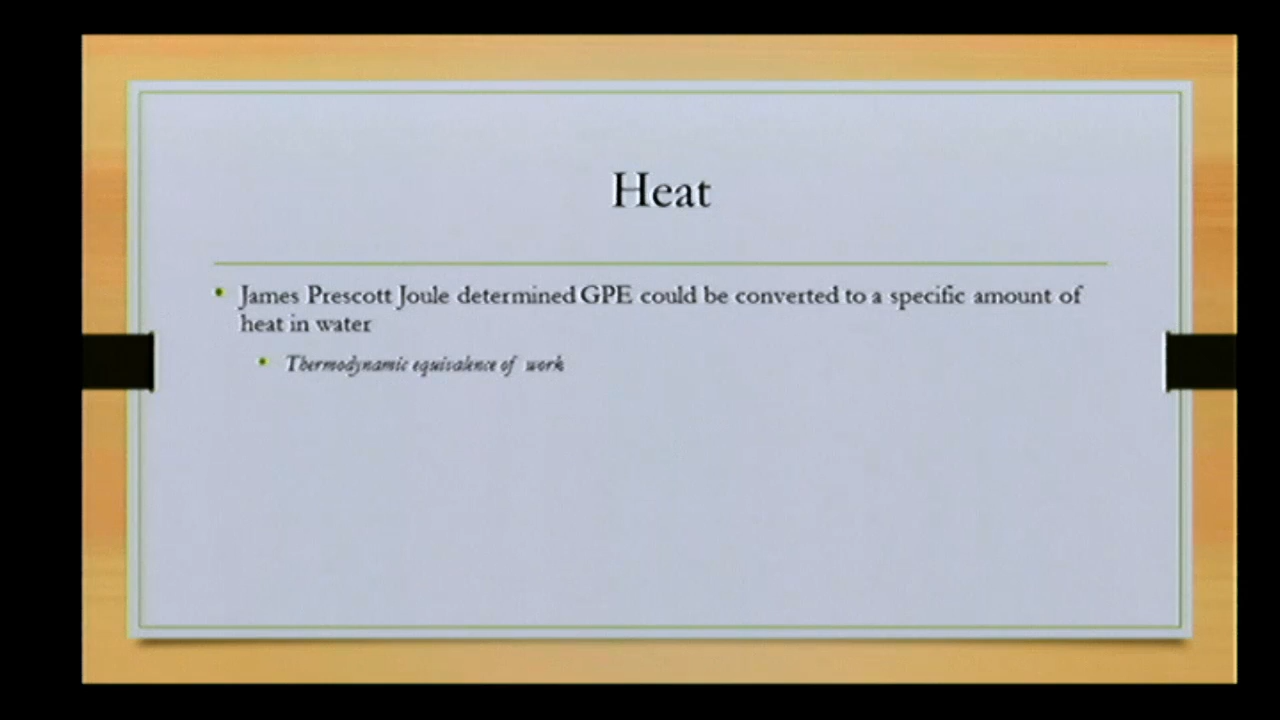 Heat
• James Prescott Joule determined GPE could be converted to a specific amount of
heat in water
• Thermodynamic equivalence of work